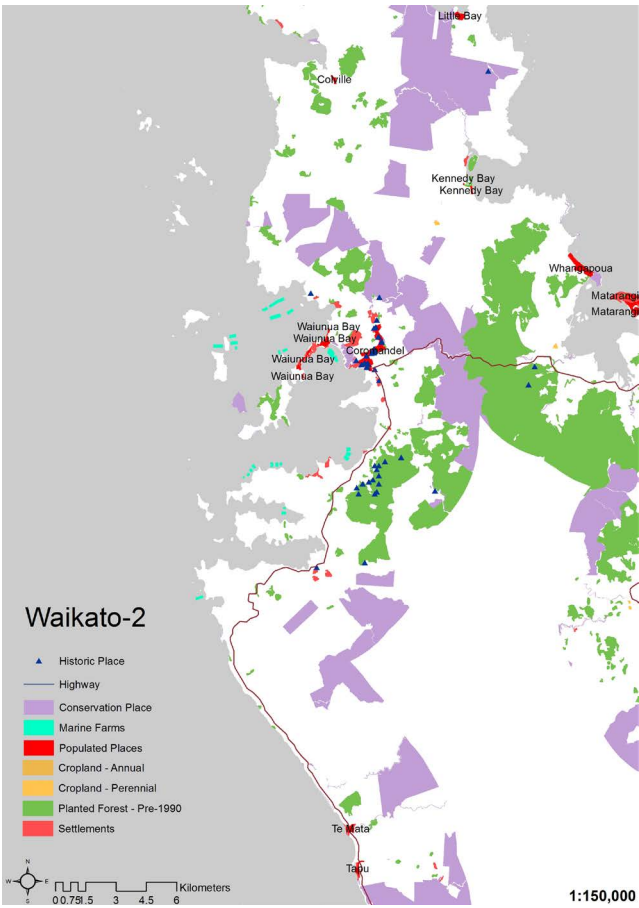 Little Bay
Colville
Kennedy Bay
Kennedy Bay
Whangapoua
Matarangi
Matarangi
Waiunua Bay
Waiunua Bay
Coromandel
Waiunua Bay
Waiunua Bay
Waikato-2
Historic Place
Highway
Conservation Place
Marine Farms
Populated Places
Cropland - Annual
Cropland - Perennial
Planted Forest - Pre-1990
Settlements
Te Mata
Tapu
N
W E
S
Kilometers
0 0.75 1.5 3 4.5 6
1:150,000